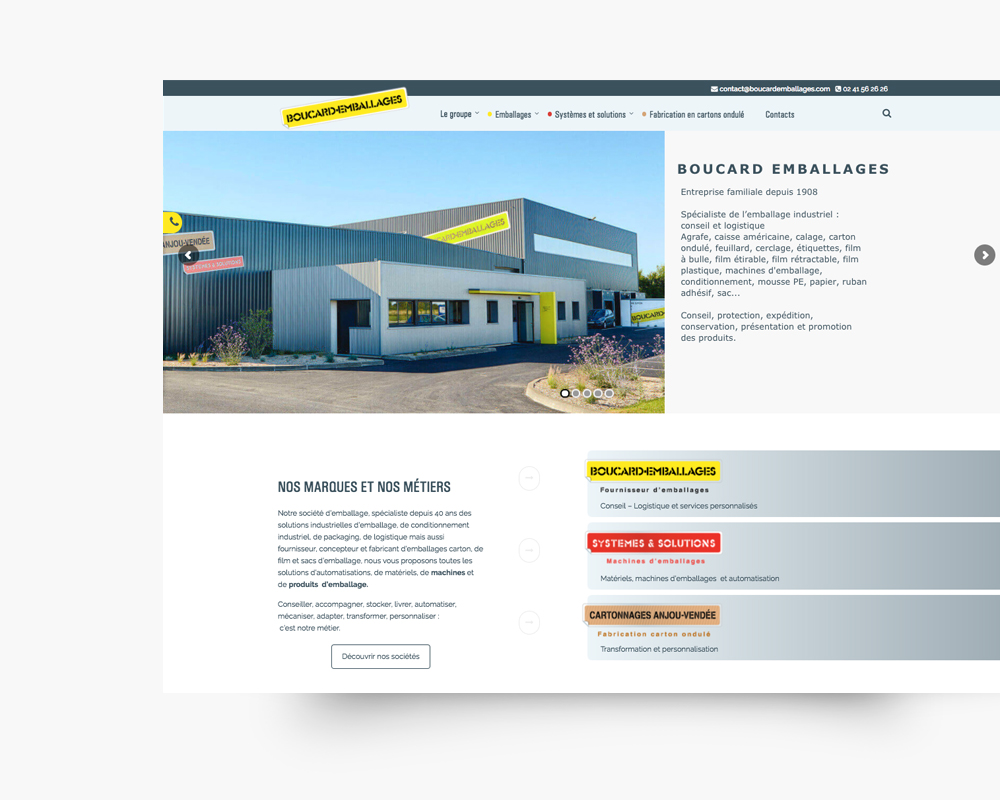 contact@boucardemballages.com 02 41 56 26 26
BOUCARD-EMBALLAGES
Le groupe Emballages Systèmes et solutions Fabrication en cartons ondulé Contacts
ANJOU-VENDÉE
SYSTEMES & SOLUTIONS
BOUCARD-EMBALLAGES
BOUCARD-
BOUCARD EMBALLAGES
Entreprise familiale depuis 1908
Spécialiste de l'emballage industriel :
conseil et logistique
Agrafe, caisse américaine, calage, carton
ondulé, feuillard, cerclage, étiquettes, film
à bulle, film étirable, film rétractable, film
plastique, machines d'emballage,
conditionnement, mousse PE, papier, ruban
adhésif, sac...
Conseil, protection, expédition,
conservation, présentation et promotion
des produits.
NOS MARQUES ET NOS MÉTIERS
Notre société d'emballage, spécialiste depuis 40 ans des
solutions industrielles d'emballage, de conditionnement
industriel, de packaging, de logistique mais aussi
fournisseur, concepteur et fabricant d'emballages carton, de
film et sacs d'emballage, nous vous proposons toutes les
solutions d'automatisations, de matériels, de machines et
de produits d'emballage.
Conseiller, accompagner, stocker, livrer, automatiser,
mécaniser, adapter, transformer, personnaliser :
c'est notre métier.
Découvrir nos sociétés
BOUCARD-EMBALLAGES
Fournisseur d'emballages
Conseil – Logistique et services personnalisés
SYSTEMES & SOLUTIONS
Machines d'emballages
Matériels, machines d'emballages et automatisation
CARTONNAGES ANJOU-VENDÉE
Fabrication carton ondulé
Transformation et personnalisation